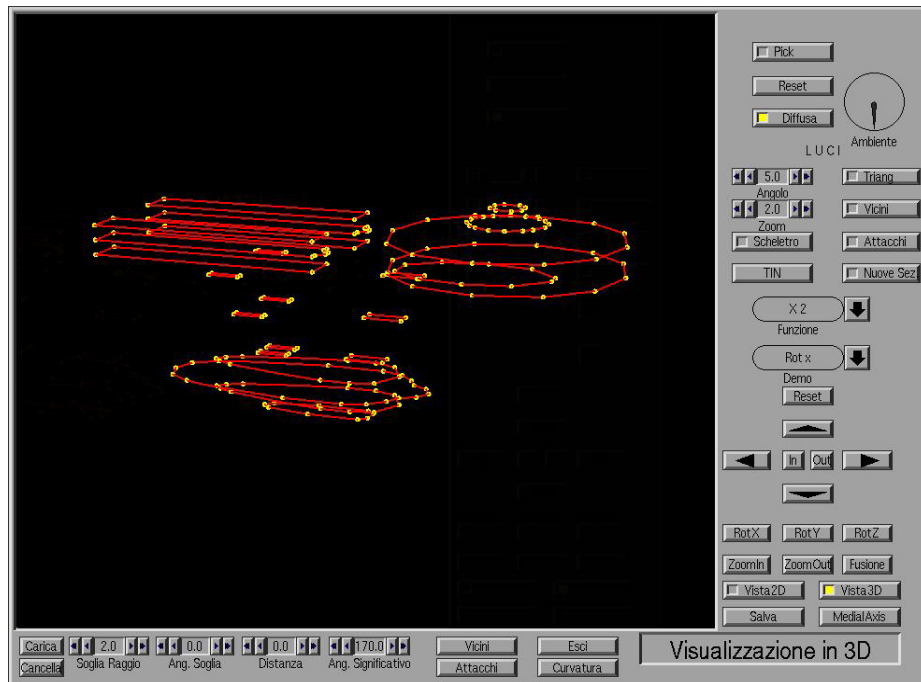 Pick
Reset
Diffusa
Ambiente
LUCI
5.0
Triang
Angolo
2.0
Vicini
Zoom
Scheletro
Attacchi
TIN
Nuove Sez
X 2
Funzione
Rot x
Demo
Reset
In
Out
RotX
RotY
RotZ
ZoomIn
ZoomOut
Fusione
Vista2D
Vista3D
Salva
MedialAxis
Carica
2.0
0.0
0.0
170.0
Vicini
Esci
Visualizzazione in 3D
Cancella
Soglia Raggio
Ang. Soglia
Distanza
Ang. Significativo
Attacchi
Curvatura